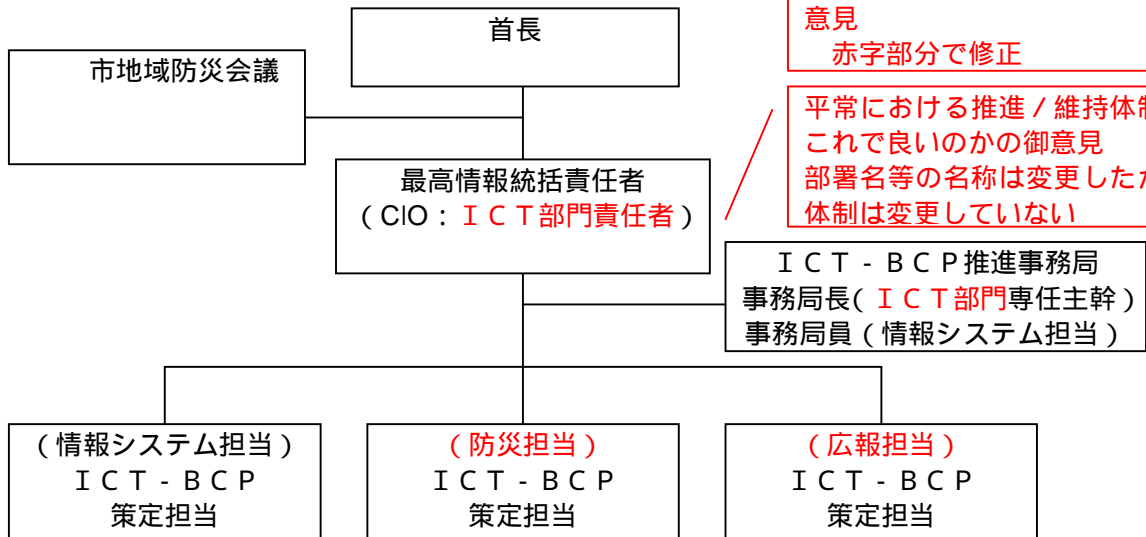 首長
市地域防災会議
意見
赤字部分で修正
平常における推進/維持体
これで良いのかの御意見
部署名等の名称は変更した
体制は変更していない
最高情報統括責任者
(CIO:ICT部門責任者)
ICT-BCP推進事務局
事務局長(ICT部門専任主幹)
事務局員(情報システム担当)
(情報システム担当)
ICT-BCP
策定担当
(防災担当)
ICT-BCP
策定担当
(広報担当)
ICT-BCP
策定担当